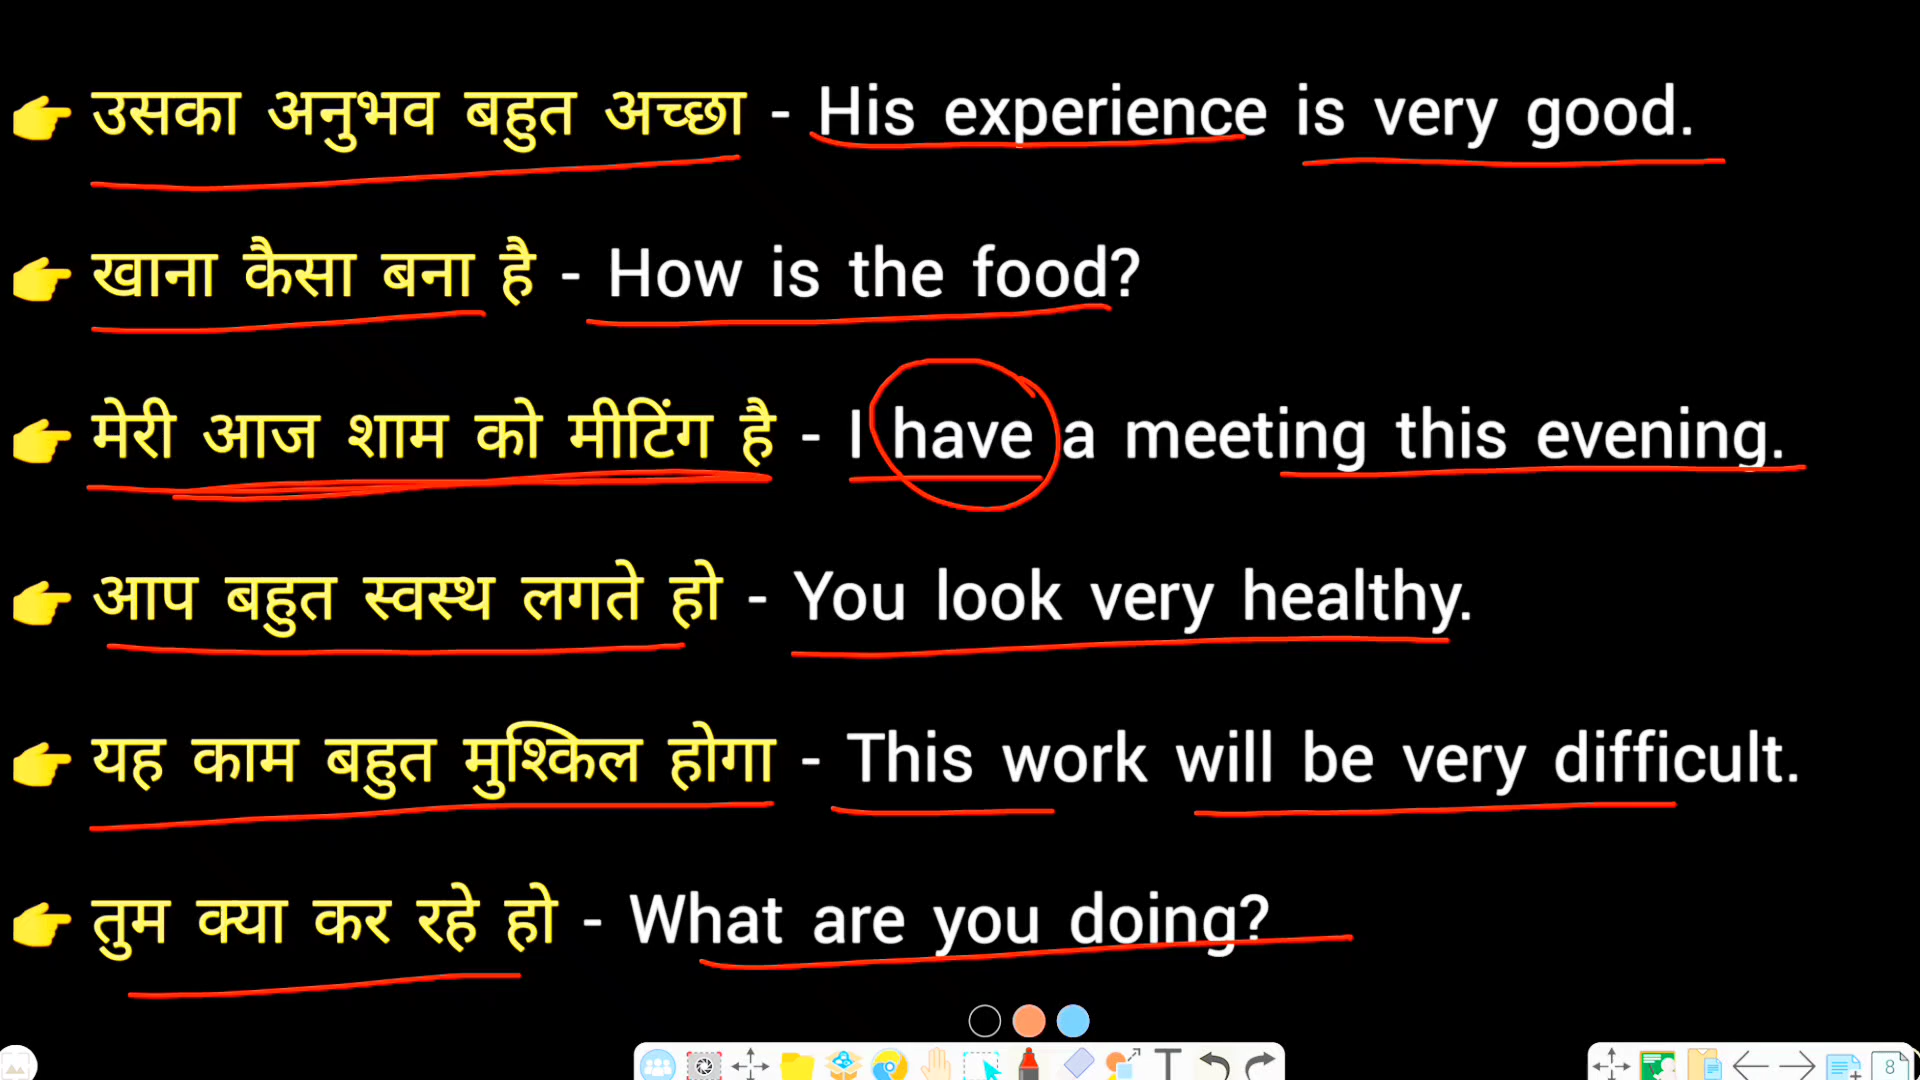 उसका अनुभव बहुत अच्छा - His experience is very good.
खाना कैसा बना है - How is the food?
मेरी आज शाम को मीटिंग है - I have a meeting this evening.
आप बहुत स्वस्थ लगते हो - You look very healthy.
यह काम बहुत मुश्किल होगा - This work will be very difficult.
तुम क्या कर रहे हो - What are you doing?
T
8